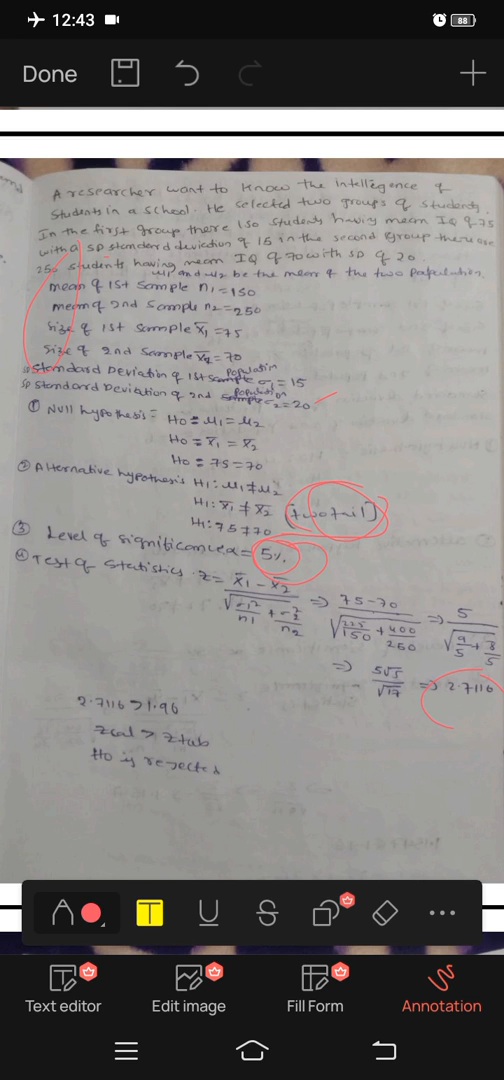 12:43
88
Done
A researcher want to know the intellegence of
students in a school. He selected two groups of students.
In the first group there 150 students having mean IQ of 75
with a SD standard deviation of 15 in the second group there are
250 students having mean IQ of 70 with SD of 20.
μ1 and μ2 be the mean of the two population.
mean of 1st sample n1 = 150
mean of 2nd sample n2 = 250
Size of 1st sample x̄1 = 75
Size of 2nd sample x̄2 = 70
Standard Deviation of 1st sample population σ1 = 15
SD Standard Deviation of 2nd sample population σ2 = 20
① Null hypothesis = H0 = μ1 = μ2
H0 = x̄1 = x̄2
H0 = 75 = 70
② Alternative hypothesis H1: μ1 ≠ μ2
H1: x̄1 ≠ x̄2 (two tail)
H1: 75 ≠ 70
③ Level of significance α = 5%
④ Test of Statistics z = x̄1 - x̄2 / √(σ1²/n1 + σ2²/n2) ⇒ 75-70 / √(225/150 + 400/250) ⇒ 5 / √(9/5 + 8/5)
⇒ 5√5 / √17 ⇒ 2.7116
2.7116 > 1.96
zcal > ztab
H0 is rejected
T
U
S
Text editor
Edit image
Fill Form
Annotation